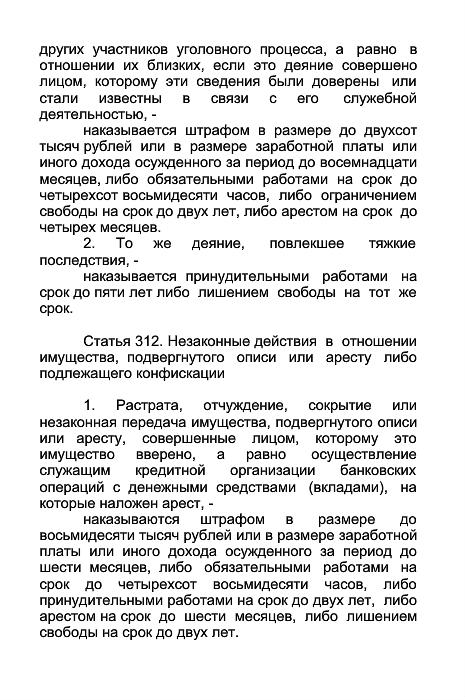 других участников уголовного процесса, а равно в
отношении их близких, если это деяние совершено
лицом, которому эти сведения были доверены или
стали известны в связи с его служебной
деятельностью, -
наказывается штрафом в размере до двухсот
тысяч рублей или в размере заработной платы или
иного дохода осужденного за период до восемнадцати
месяцев, либо обязательными работами на срок до
четырехсот восьмидесяти часов, либо ограничением
свободы на срок до двух лет, либо арестом на срок до
четырех месяцев.
2. То же деяние, повлекшее тяжкие
последствия, -
наказывается принудительными работами на
срок до пяти лет либо лишением свободы на тот же
срок.
Статья 312. Незаконные действия в отношении
имущества, подвергнутого описи или аресту либо
подлежащего конфискации
1. Растрата, отчуждение, сокрытие или
незаконная передача имущества, подвергнутого описи
или аресту, совершенные лицом, которому это
имущество вверено, а равно осуществление
служащим кредитной организации банковских
операций с денежными средствами (вкладами), на
которые наложен арест, -
наказываются штрафом в размере до
восьмидесяти тысяч рублей или в размере заработной
платы или иного дохода осужденного за период до
шести месяцев, либо обязательными работами на
срок до четырехсот восьмидесяти часов, либо
принудительными работами на срок до двух лет, либо
арестом на срок до шести месяцев, либо лишением
свободы на срок до двух лет.